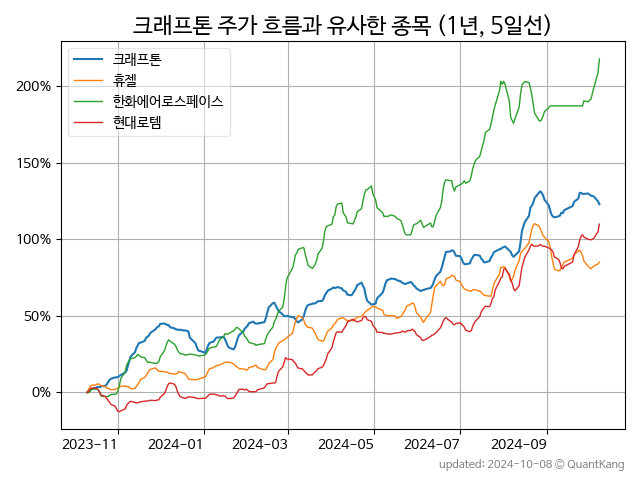 크래프톤 주가 흐름과 유사한 종목 (1년, 5일선)
크래프톤
휴젤
한화에어로스페이스
현대로템
200%
150%
100%
50%
0%
2023-11 2024-01 2024-03 2024-05 2024-07 2024-09
updated: 2024-10-08 © QuantKang